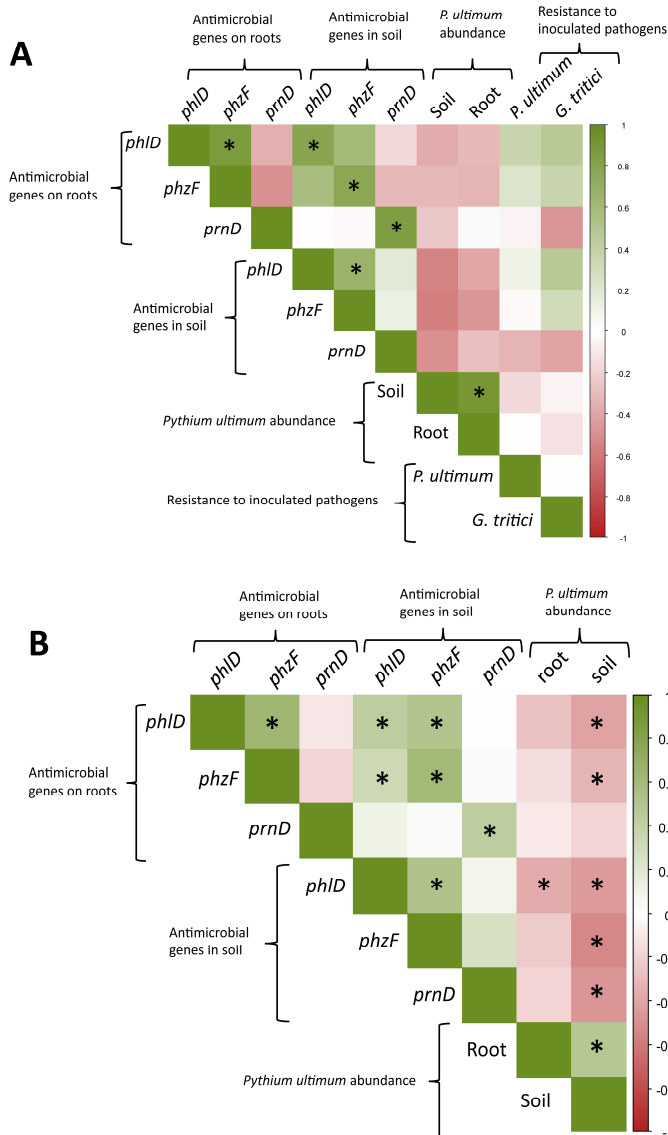 A
Antimicrobial
genes on roots
Antimicrobial
genes in soil
P. ultimum
abundance
Resistance to
inoculated pathogens
phlD
phzF
prnD
phlD
phzF
prnD
Soil
Root
P. ultimum
G. tritici
Antimicrobial
genes on roots
phlD
*
*
phzF
*
prnD
*
Antimicrobial
genes in soil
phlD
*
phzF
prnD
Pythium ultimum abundance
Soil
*
Root
Resistance to inoculated pathogens
P. ultimum
G. tritici
1
0.8
0.6
0.4
0.2
0
-0.2
-0.4
-0.6
-0.8
-1
B
Antimicrobial
genes on roots
Antimicrobial
genes in soil
P. ultimum
abundance
phlD
phzF
prnD
phlD
phzF
prnD
root
soil
Antimicrobial
genes on roots
phlD
* * * *
phzF
* * *
prnD
*
Antimicrobial
genes in soil
phlD
* * *
phzF
*
prnD
*
Pythium ultimum abundance
Root
*
Soil